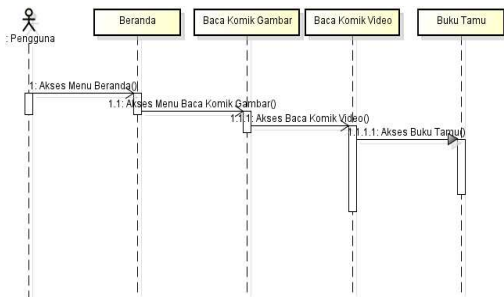 : Pengguna
Beranda
Baca Komik Gambar
Baca Komik Video
Buku Tamu
1: Akses Menu Beranda()
1.1: Akses Menu Baca Komik Gambar()
1.1.1: Akses Baca Komik Video()
1.1.1.1: Akses Buku Tamu()